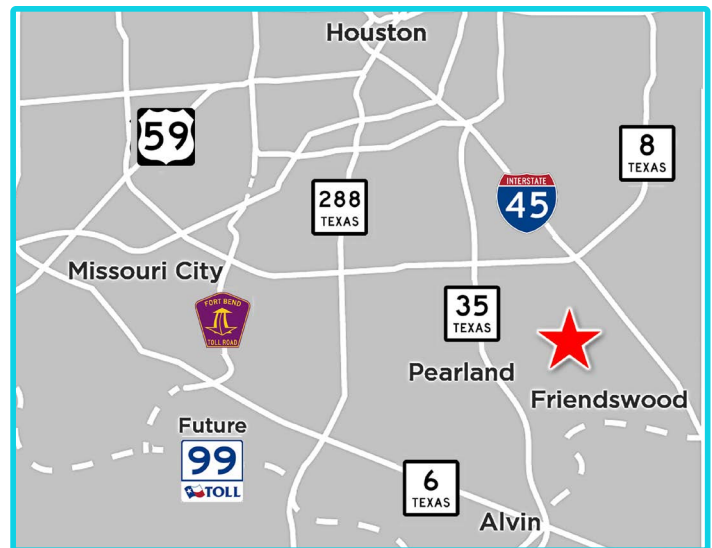 Houston
59
8
TEXAS
288
TEXAS
INTERSTATE
45
Missouri City
FORT BEND
TOLL ROAD
35
TEXAS
Pearland
Friendswood
Future
99
TOLL
6
TEXAS
Alvin